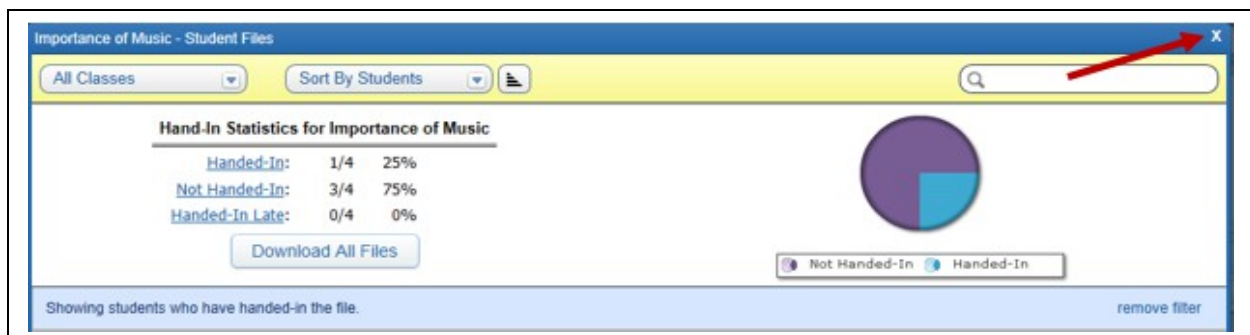 Importance of Music - Student Files X
All Classes Sort By Students
Hand-In Statistics for Importance of Music
Handed-In: 1/4 25%
Not Handed-In: 3/4 75%
Handed-In Late: 0/4 0%
Download All Files
Not Handed-In Handed-In
Showing students who have handed-in the file. remove filter